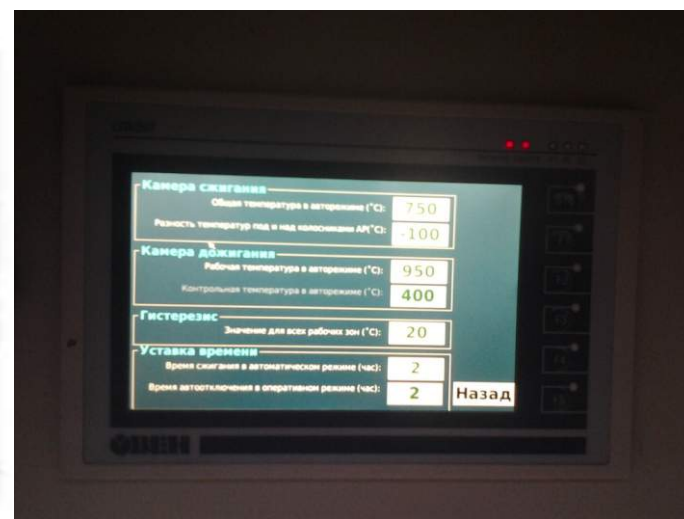 Камера сжигания
Общая температура в авторежиме (˚С): 750
Разность температур под и над колосниками АР(˚С): -100
Камера дожигания
Рабочая температура в авторежиме (˚С): 950
Контрольная температура в авторежиме (˚С): 400
Гистерезис
Значение для всех рабочих зон (˚С): 20
Уставка времени
Время сжигания в автоматическом режиме (час): 2
Время автоотключения в оперативном режиме (час): 2
Назад
ОВЕН